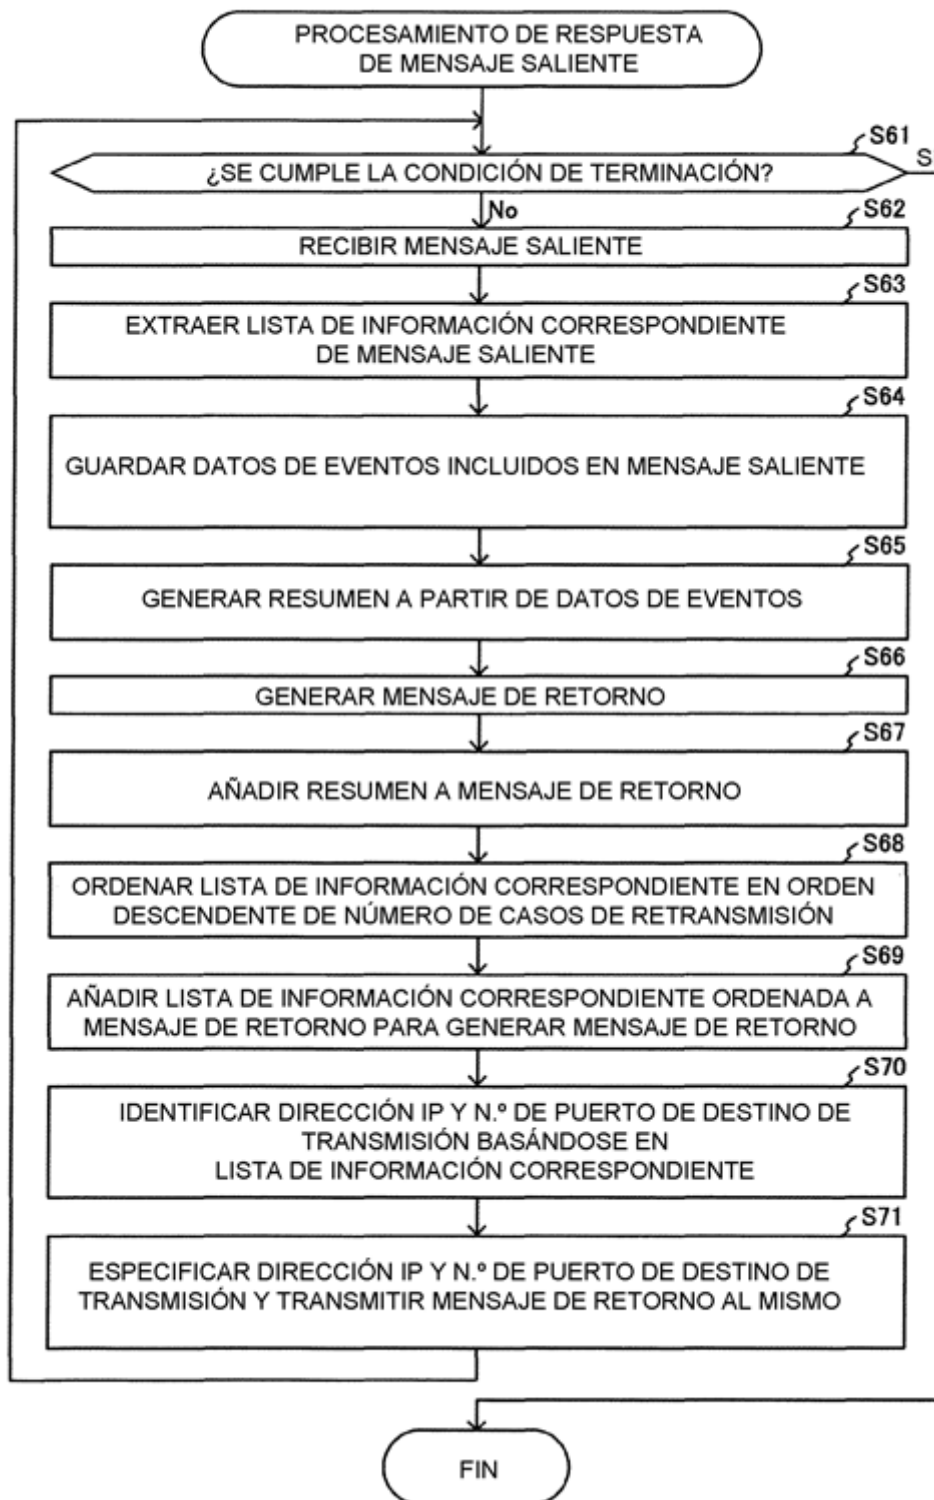 PROCESAMIENTO DE RESPUESTA
DE MENSAJE SALIENTE
S61
¿SE CUMPLE LA CONDICIÓN DE TERMINACIÓN?
No
S62
RECIBIR MENSAJE SALIENTE
S63
EXTRAER LISTA DE INFORMACIÓN CORRESPONDIENTE
DE MENSAJE SALIENTE
S64
GUARDAR DATOS DE EVENTOS INCLUIDOS EN MENSAJE SALIENTE
S65
GENERAR RESUMEN A PARTIR DE DATOS DE EVENTOS
S66
GENERAR MENSAJE DE RETORNO
S67
AÑADIR RESUMEN A MENSAJE DE RETORNO
S68
ORDENAR LISTA DE INFORMACIÓN CORRESPONDIENTE EN ORDEN
DESCENDENTE DE NÚMERO DE CASOS DE RETRANSMISIÓN
S69
AÑADIR LISTA DE INFORMACIÓN CORRESPONDIENTE ORDENADA A
MENSAJE DE RETORNO PARA GENERAR MENSAJE DE RETORNO
S70
IDENTIFICAR DIRECCIÓN IP Y N.º DE PUERTO DE DESTINO DE
TRANSMISIÓN BASÁNDOSE EN
LISTA DE INFORMACIÓN CORRESPONDIENTE
S71
ESPECIFICAR DIRECCIÓN IP Y N.º DE PUERTO DE DESTINO DE
TRANSMISIÓN Y TRANSMITIR MENSAJE DE RETORNO AL MISMO
FIN